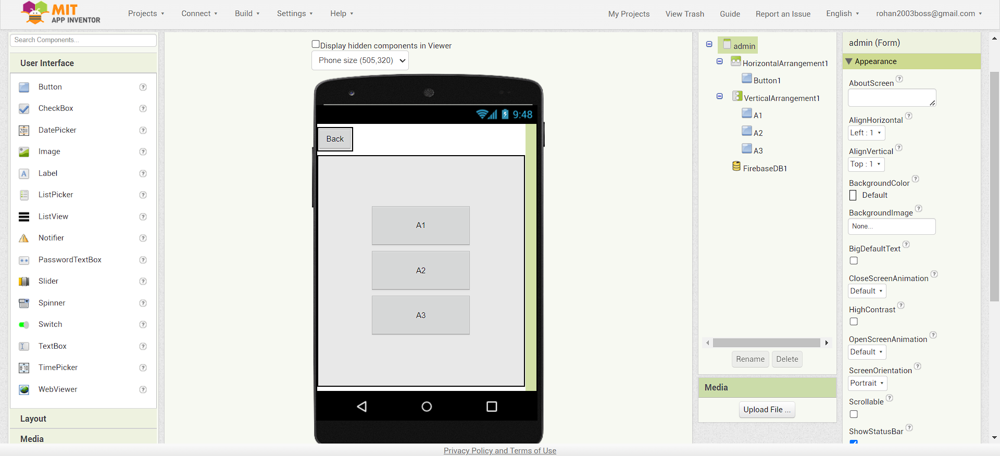 MIT
APP INVENTOR
Projects
Connect
Build
Settings
Help
My Projects
View Trash
Guide
Report an Issue
English
rohan2003boss@gmail.com
Search Components...
User Interface
Button
CheckBox
DatePicker
Image
Label
ListPicker
ListView
Notifier
PasswordTextBox
Slider
Spinner
Switch
TextBox
TimePicker
WebViewer
Layout
Media
Display hidden components in Viewer
Phone size (505,320)
9:48
Back
A1
A2
A3
admin
HorizontalArrangement1
Button1
VerticalArrangement1
A1
A2
A3
FirebaseDB1
Rename
Delete
Media
Upload File ...
admin (Form)
Appearance
AboutScreen
AlignHorizontal
Left : 1
AlignVertical
Top : 1
BackgroundColor
Default
BackgroundImage
None...
BigDefaultText
CloseScreenAnimation
Default
HighContrast
OpenScreenAnimation
Default
ScreenOrientation
Portrait
Scrollable
ShowStatusBar
Privacy Policy and Terms of Use